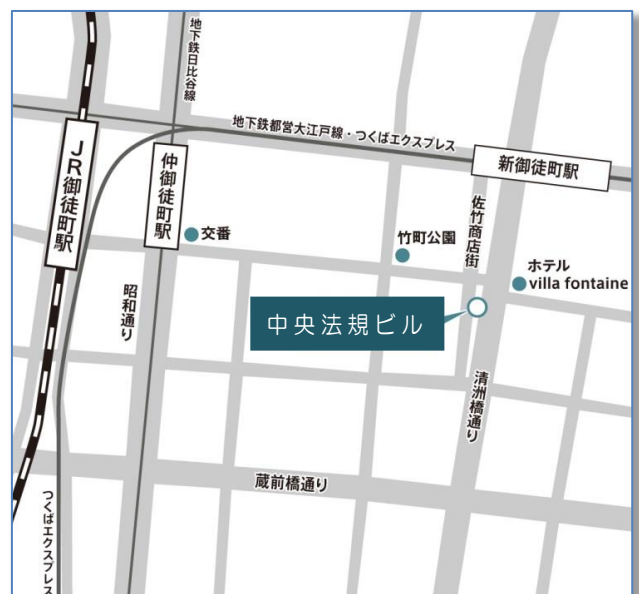 地下鉄日比谷線
地下鉄都営大江戸線・つくばエクスプレス
新御徒町駅
JR御徒町駅
仲御徒町駅
交番
竹町公園
佐竹商店街
ホテル
villa fontaine
昭和通り
中央法規ビル
清洲橋通り
蔵前橋通り
つくばエクスプレス